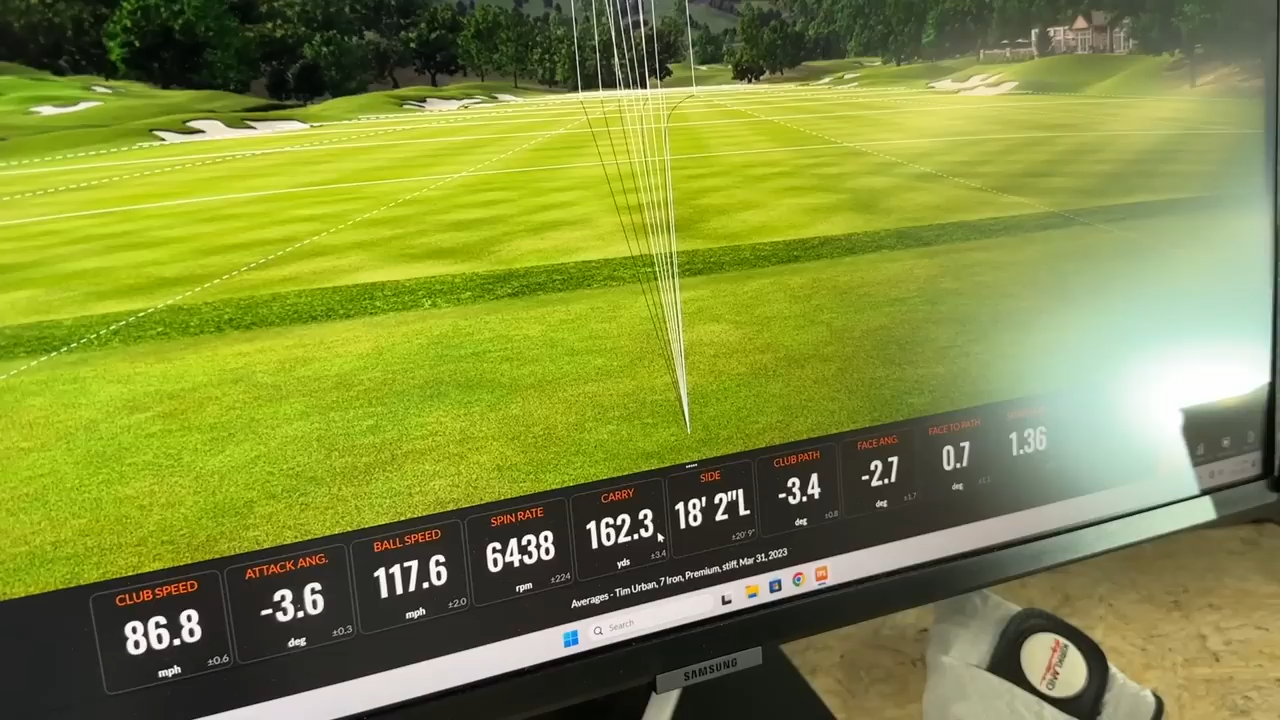 CLUB SPEED
86.8
mph
±0.6
ATTACK ANG.
-3.6
deg
±0.3
BALL SPEED
117.6
mph
±2.0
SPIN RATE
6438
rpm
±224
CARRY
162.3
yds
±3.4
SIDE
18' 2"L
±20' 9"
CLUB PATH
-3.4
deg
±0.8
FACE ANG.
-2.7
deg
±1.7
FACE TO PATH
0.7
deg
1.36
Averages - Tim Urban, 7 Iron, Premium, stiff, Mar 31, 2023
Search
TPS
SAMSUNG
KIRKLAND